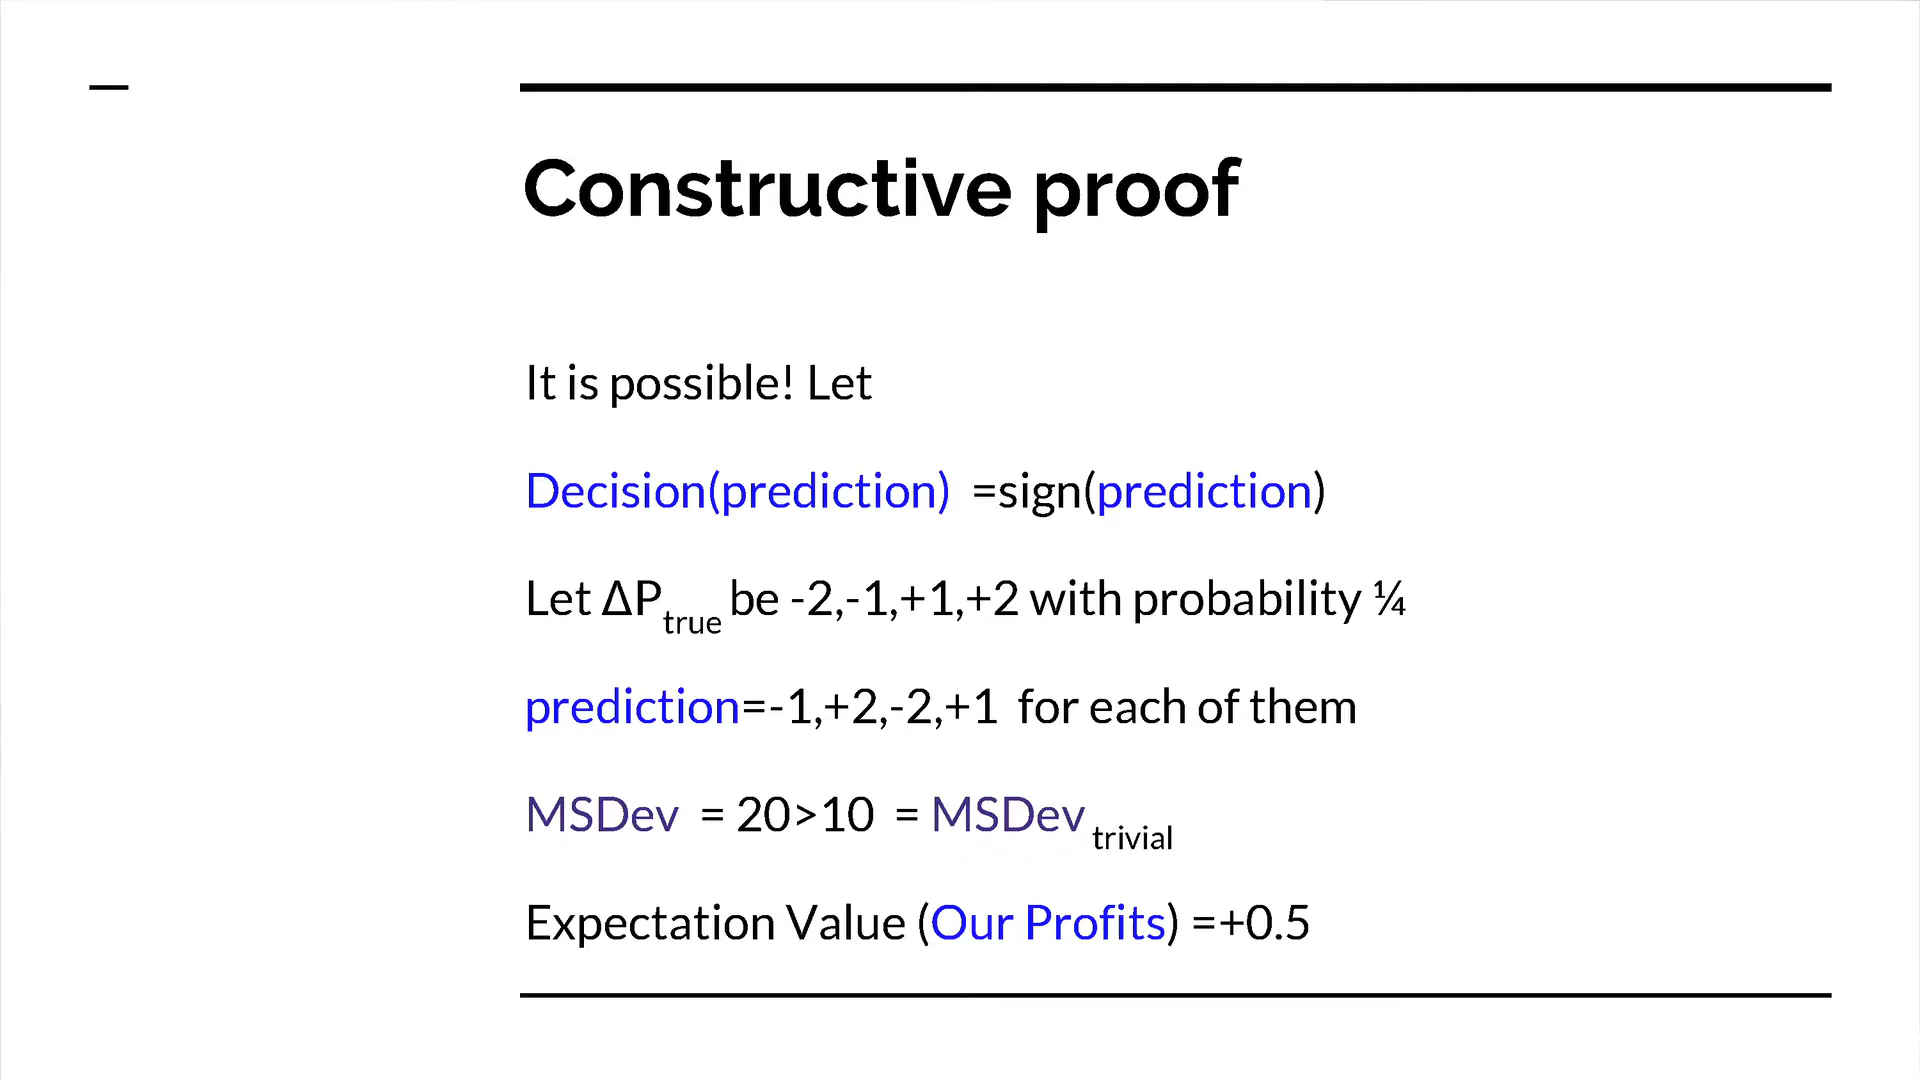 Constructive proof
It is possible! Let
Decision(prediction) =sign(prediction)
Let ΔPtrue be -2,-1,+1,+2 with probability ¼
prediction=-1,+2,-2,+1 for each of them
MSDev = 20>10 = MSDevtrivial
Expectation Value (Our Profits) =+0.5